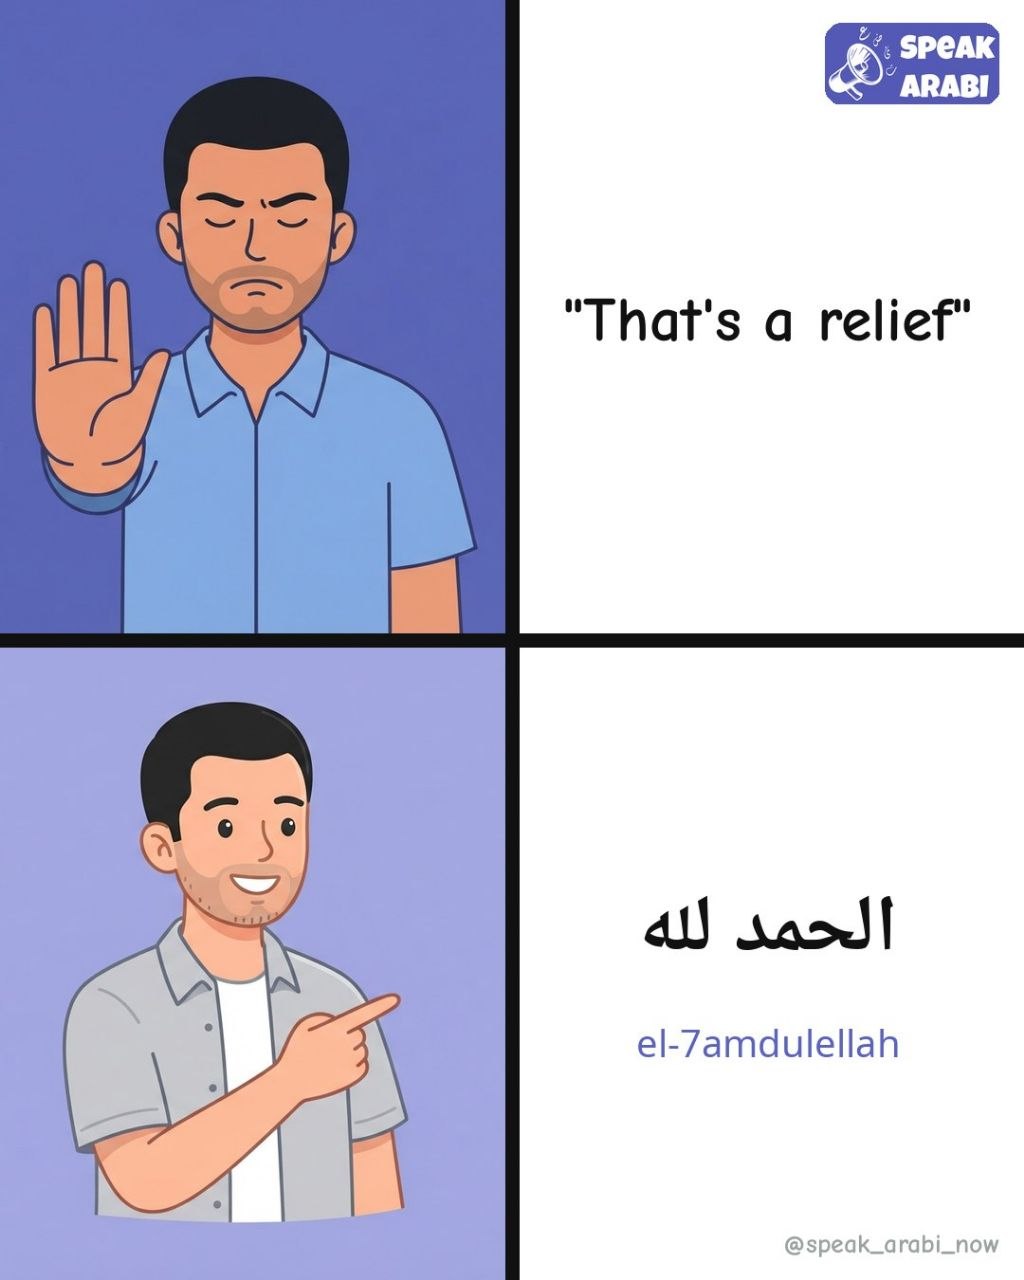 SPEAK
ARABI
"That's a relief"
الحمد لله
el-7amdulellah
@speak_arabi_now